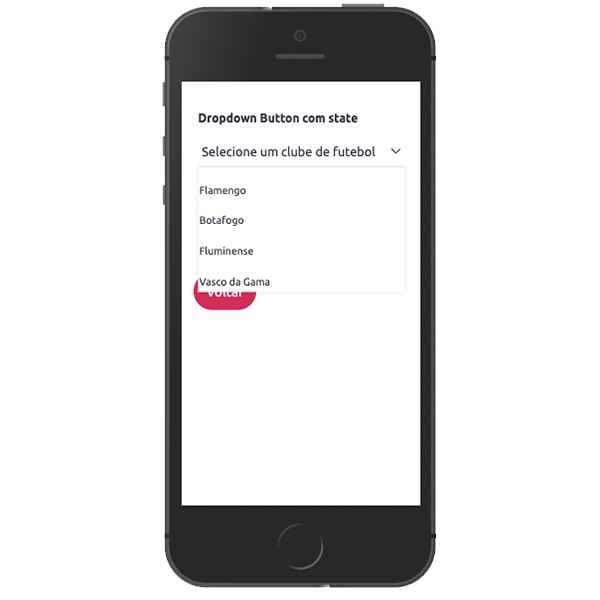 Dropdown Button com state
Selecione um clube de futebol
Flamengo
Botafogo
Fluminense
Vasco da Gama
Voltar